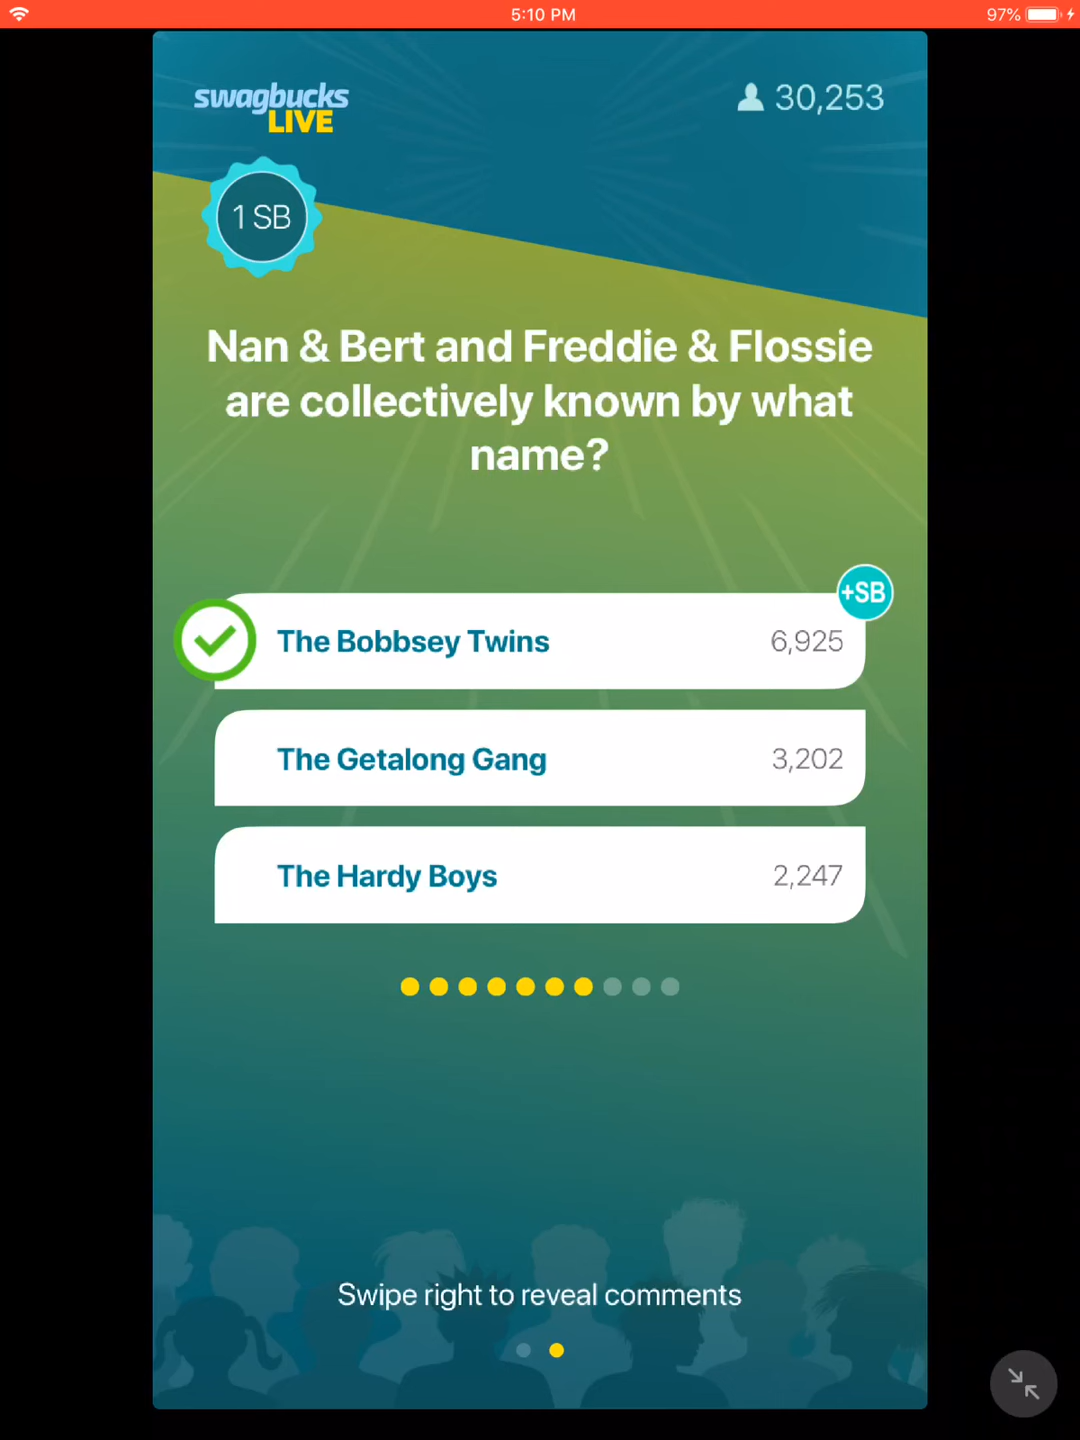 5:10 PM
97%
swagbucks
LIVE
30,253
1 SB
Nan & Bert and Freddie & Flossie
are collectively known by what
name?
+SB
The Bobbsey Twins 6,925
The Getalong Gang 3,202
The Hardy Boys 2,247
Swipe right to reveal comments